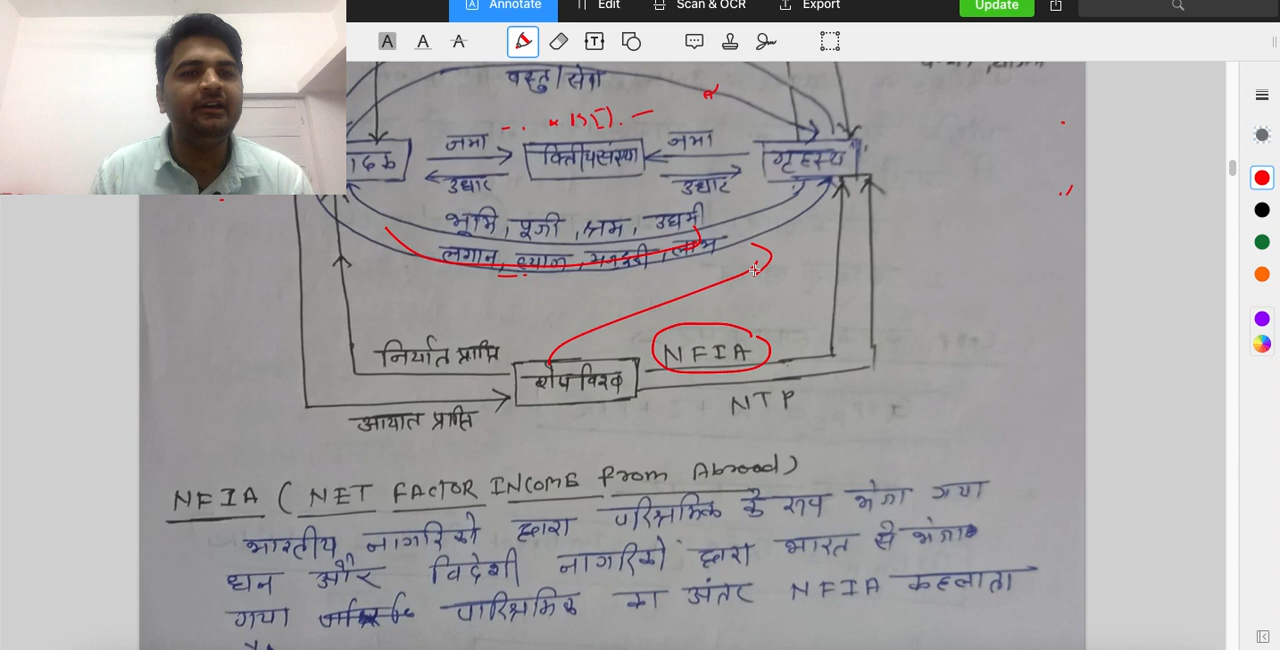 Annotate Edit Scan & OCR Export Update
A A A
वस्तु/सेवा
जमा वित्तीय संस्था जमा गृहस्थ
उधार उधार
भूमि, पूंजी, श्रम, उद्यमी
लगान, ब्याज, मजदूरी, लाभ
निर्यात प्राप्ति शेष विश्व NFIA
आयात प्राप्ति NTP
NFIA (NET FACTOR INCOME from Abroad)
भारतीय नागरिको द्वारा परिश्रमिक के रूप भेजा गया
धन और विदेशी नागरिको द्वारा भारत से भेजा
गया पारिश्रमिक का अंतर NFIA कहलाता